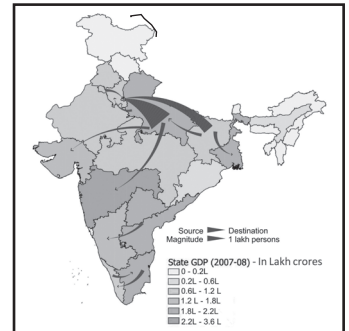 Source Destination
Magnitude 1 lakh persons
State GDP (2007-08) - In Lakh crores
0 - 0.2L
0.2L - 0.6L
0.6L - 1.2 L
1.2 L - 1.8L
1.8L - 2.2L
2.2L - 3.6 L